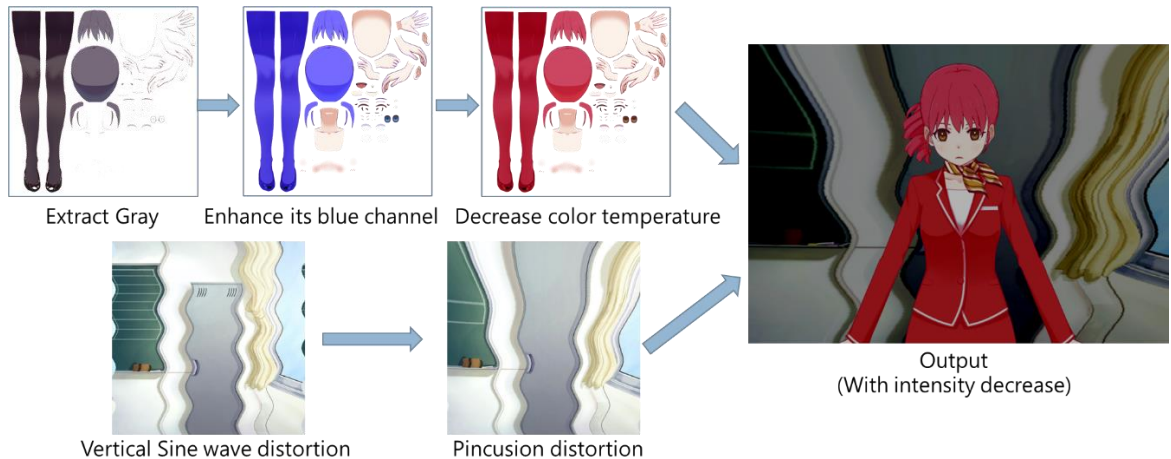 Extract Gray
Enhance its blue channel
Decrease color temperature
Vertical Sine wave distortion
Pincusion distortion
Output
(With intensity decrease)